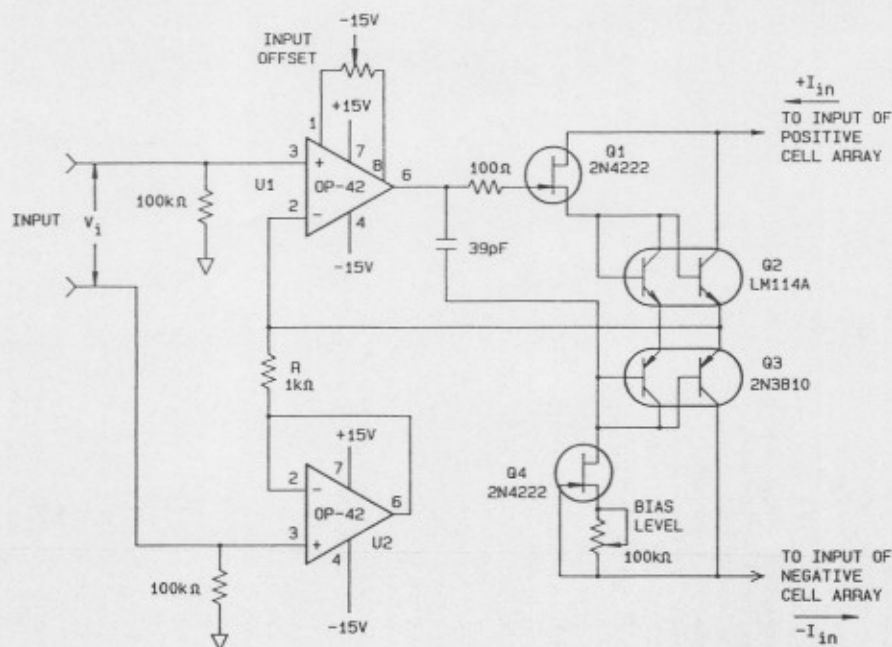 -15V
INPUT
OFFSET
+15V
1
7
8
3
+
OP-42
6
U1
2
-
4
-15V
100kΩ
INPUT
Vi
100Ω
Q1
2N4222
39pF
+Iin
TO INPUT OF
POSITIVE
CELL ARRAY
Q2
LM114A
Q3
2N3810
R
1kΩ
+15V
7
2
-
OP-42
6
3
+
4
U2
-15V
100kΩ
Q4
2N4222
BIAS
LEVEL
100kΩ
TO INPUT OF
NEGATIVE
CELL ARRAY
-Iin